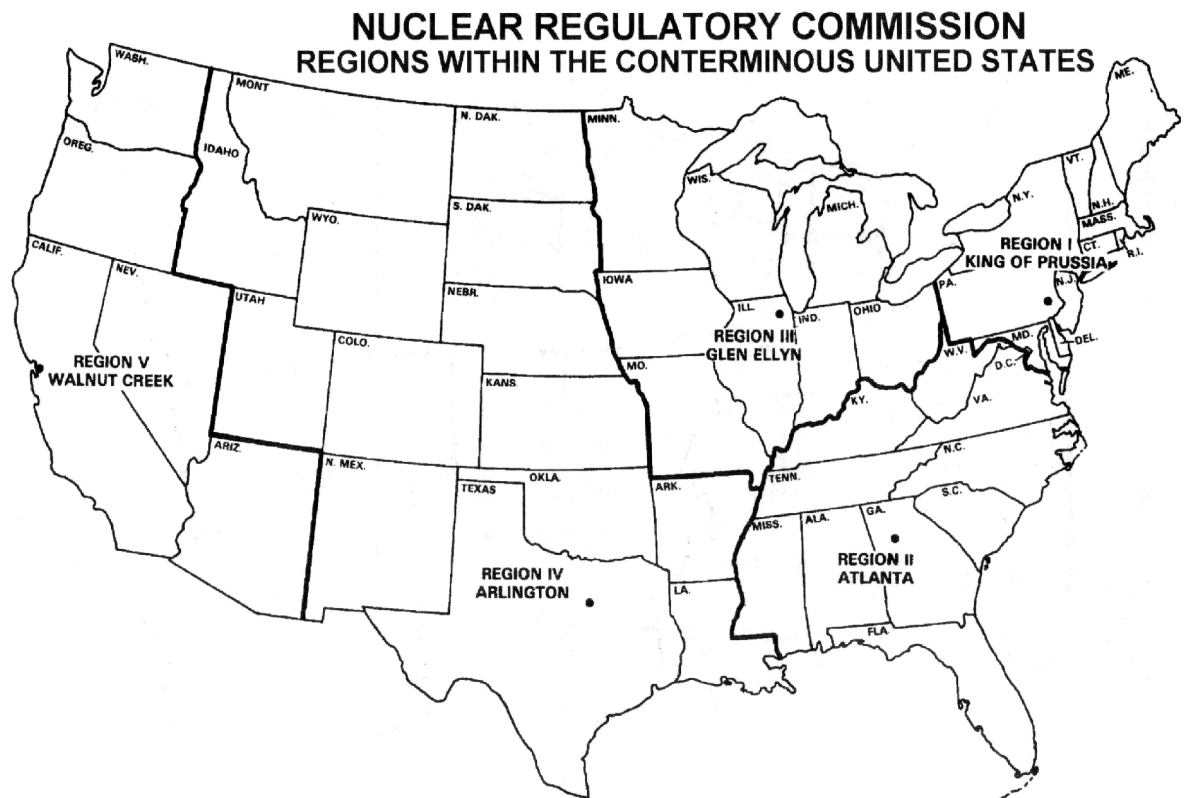 NUCLEAR REGULATORY COMMISSION
REGIONS WITHIN THE CONTERMINOUS UNITED STATES
WASH.
MONT
N. DAK.
MINN.
ME.
OREG.
IDAHO
WIS.
VT.
S. DAK.
MICH.
N.Y.
N.H.
WYO.
MASS.
CALIF.
NEV.
REGION I
KING OF PRUSSIA
CT.
R.I.
IOWA
PA.
N.J.
UTAH
NEBR.
ILL.
IND.
OHIO
REGION III
GLEN ELLYN
COLO.
MD.
DEL.
W.V.
D.C.
REGION V
WALNUT CREEK
MO.
KANS
KY.
VA.
ARIZ.
N. MEX.
OKLA.
TENN.
N.C.
TEXAS
ARK.
S.C.
MISS.
ALA.
GA.
REGION II
ATLANTA
REGION IV
ARLINGTON
LA.
FLA.